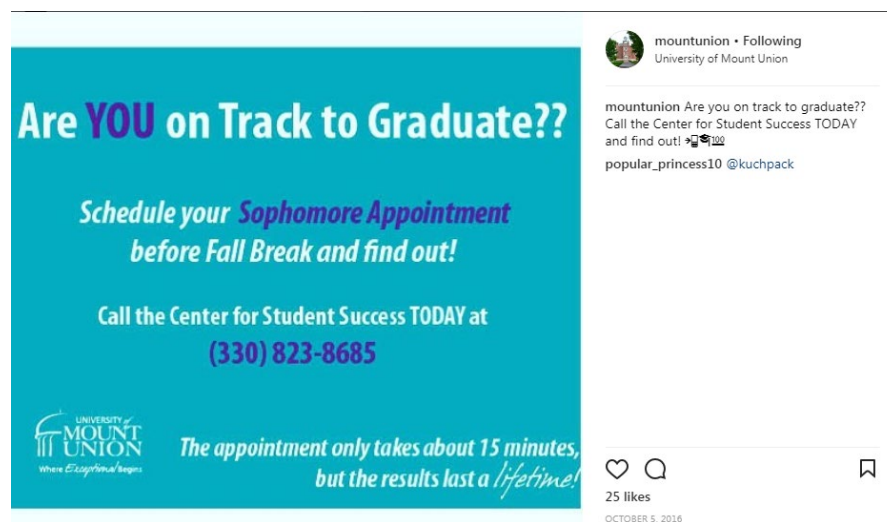 Are YOU on Track to Graduate??
Schedule your Sophomore Appointment
before Fall Break and find out!
Call the Center for Student Success TODAY at
(330) 823-8685
UNIVERSITY of
MOUNT
UNION
Where Exceptional Begins
The appointment only takes about 15 minutes,
but the results last a lifetime!
mountunion • Following
University of Mount Union
mountunion Are you on track to graduate??
Call the Center for Student Success TODAY
and find out! 📲🎓💯
popular_princess10 @kuchpack
25 likes
OCTOBER 5, 2016